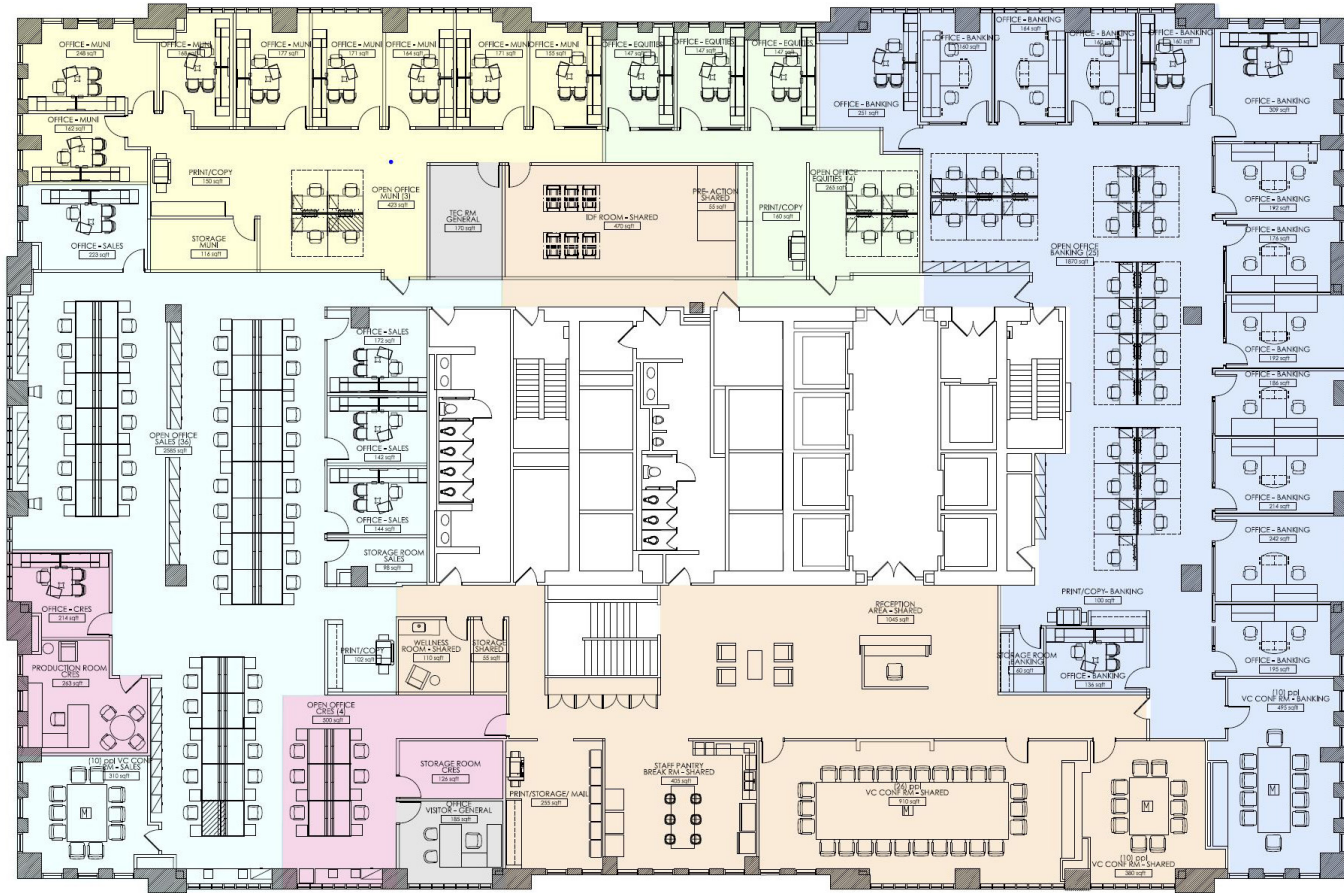 OFFICE - MUNI
248 sqft
OFFICE - MUNI
168 sqft
OFFICE - MUNI
177 sqft
OFFICE - MUNI
171 sqft
OFFICE - MUNI
164 sqft
OFFICE - MUNI
171 sqft
OFFICE - MUNI
155 sqft
OFFICE - EQUITIES
147 sqft
OFFICE - EQUITIES
147 sqft
OFFICE - EQUITIES
147 sqft
OFFICE - BANKING
251 sqft
OFFICE - BANKING
160 sqft
OFFICE - BANKING
164 sqft
OFFICE - BANKING
160 sqft
OFFICE - BANKING
160 sqft
OFFICE - BANKING
309 sqft
OFFICE - MUNI
162 sqft
PRINT/COPY
150 sqft
OPEN OFFICE
MUNI (3)
423 sqft
TEC RM
GENERAL
170 sqft
IDF ROOM - SHARED
470 sqft
PRE- ACTION
SHARED
55 sqft
PRINT/COPY
160 sqft
OPEN OFFICE
EQUITIES (4)
265 sqft
OFFICE - BANKING
192 sqft
OFFICE - SALES
223 sqft
STORAGE
MUNI
116 sqft
OPEN OFFICE
BANKING (25)
1870 sqft
OFFICE - BANKING
176 sqft
OFFICE - SALES
172 sqft
OFFICE - BANKING
192 sqft
OFFICE - BANKING
186 sqft
OPEN OFFICE
SALES (36)
2585 sqft
OFFICE - SALES
142 sqft
OFFICE - BANKING
214 sqft
OFFICE - SALES
144 sqft
OFFICE - BANKING
242 sqft
STORAGE ROOM
SALES
98 sqft
OFFICE - CRES
214 sqft
PRINT/COPY- BANKING
100 sqft
RECEPTION
AREA - SHARED
1045 sqft
PRINT/COPY
102 sqft
WELLNESS
ROOM - SHARED
110 sqft
STORAGE
SHARED
55 sqft
STORAGE ROOM
BANKING
60 sqft
OFFICE - BANKING
136 sqft
OFFICE - BANKING
195 sqft
PRODUCTION ROOM
CRES
263 sqft
OPEN OFFICE
CRES (4)
300 sqft
(10) ppl
VC CONF RM - BANKING
495 sqft
(10) ppl VC CONF
RM - SALES
310 sqft
STORAGE ROOM
CRES
126 sqft
PRINT/STORAGE/ MAIL
255 sqft
STAFF PANTRY
BREAK RM - SHARED
405 sqft
(26) ppl
VC CONF RM - SHARED
910 sqft
OFFICE
VISITOR - GENERAL
185 sqft
(10) ppl
VC CONF RM - SHARED
380 sqft
M
M
M
M